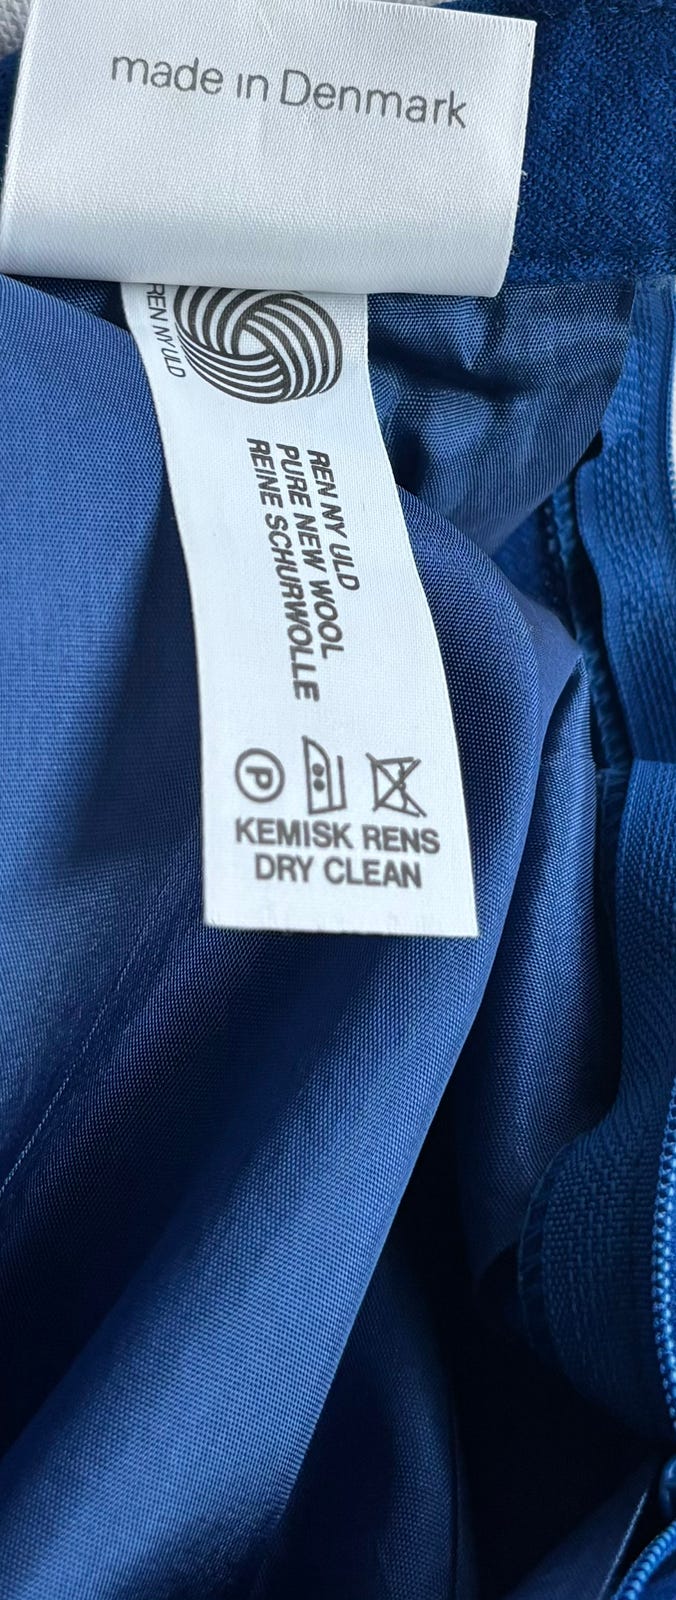 made in Denmark
REN NY ULD
REN NY ULD
PURE NEW WOOL
REINE SCHURWOLLE
P
KEMISK RENS
DRY CLEAN